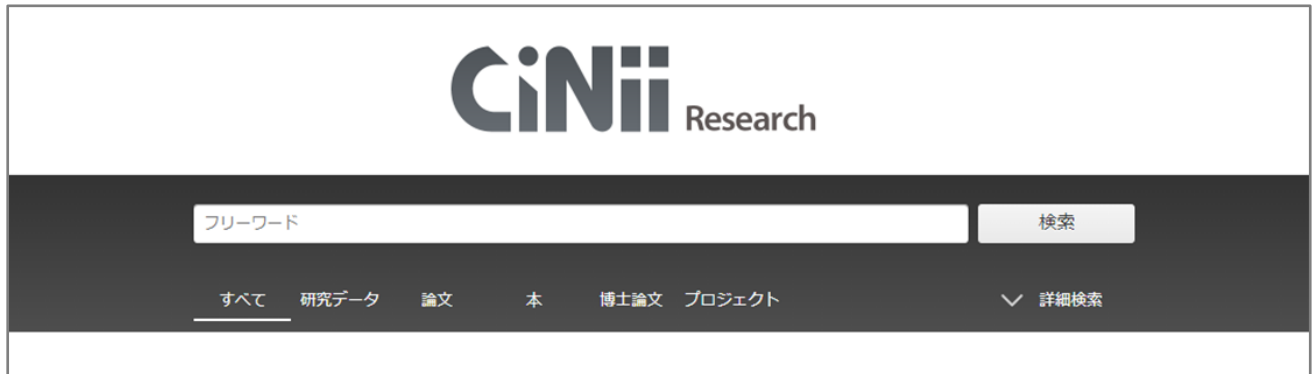 CiNii Research
フリーワード 検索
すべて 研究データ 論文 本 博士論文 プロジェクト 詳細検索